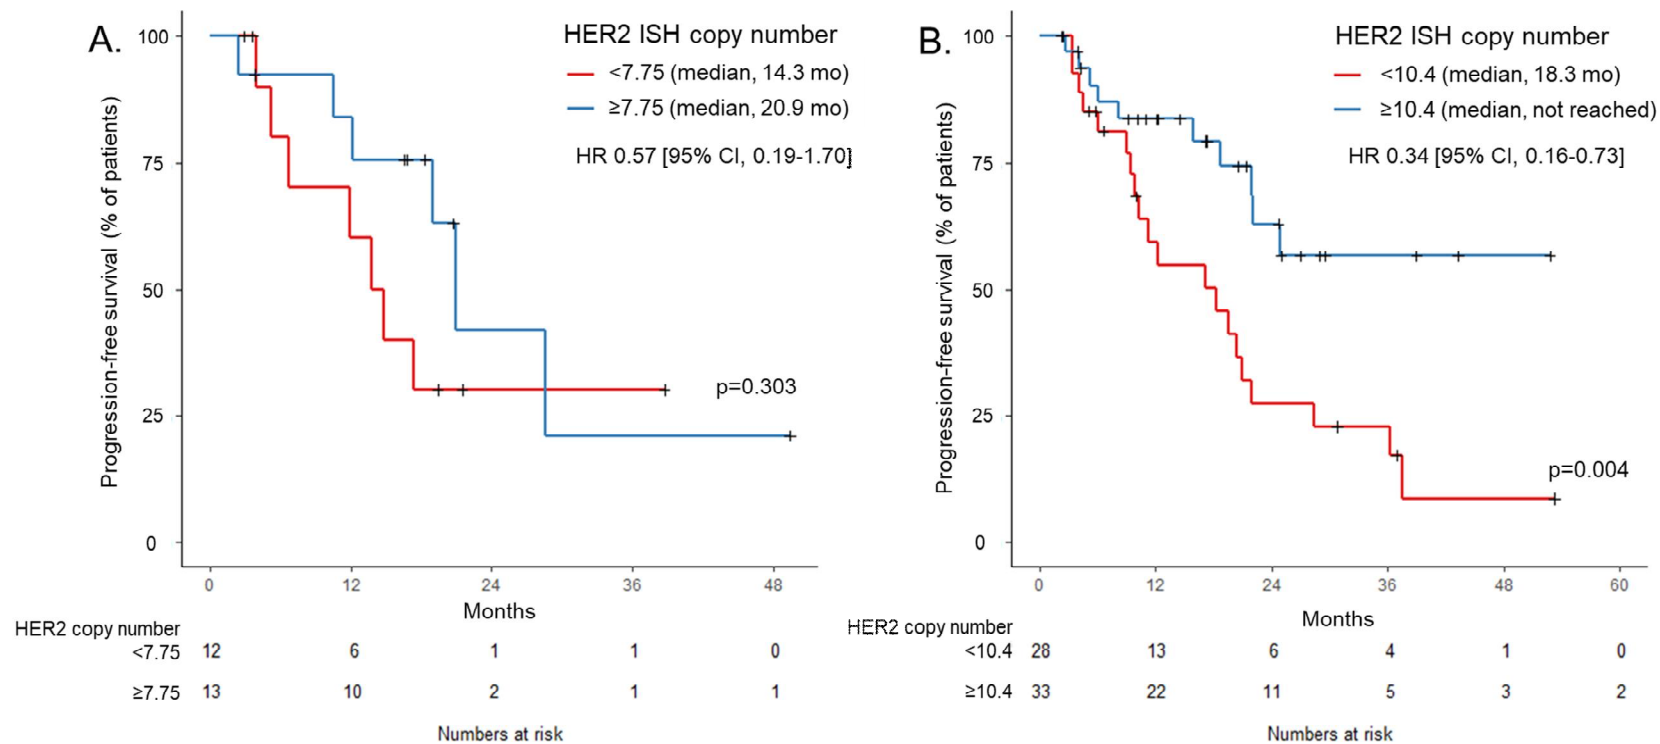 A.
HER2 ISH copy number
<7.75 (median, 14.3 mo)
≥7.75 (median, 20.9 mo)
HR 0.57 [95% CI, 0.19-1.70]
Progression-free survival (% of patients)
100
75
50
25
0
p=0.303
0 12 24 36 48
Months
HER2 copy number
<7.75 12 6 1 1 0
≥7.75 13 10 2 1 1
Numbers at risk
B.
HER2 ISH copy number
<10.4 (median, 18.3 mo)
≥10.4 (median, not reached)
HR 0.34 [95% CI, 0.16-0.73]
Progression-free survival (% of patients)
100
75
50
25
0
p=0.004
0 12 24 36 48 60
Months
HER2 copy number
<10.4 28 13 6 4 1 0
≥10.4 33 22 11 5 3 2
Numbers at risk